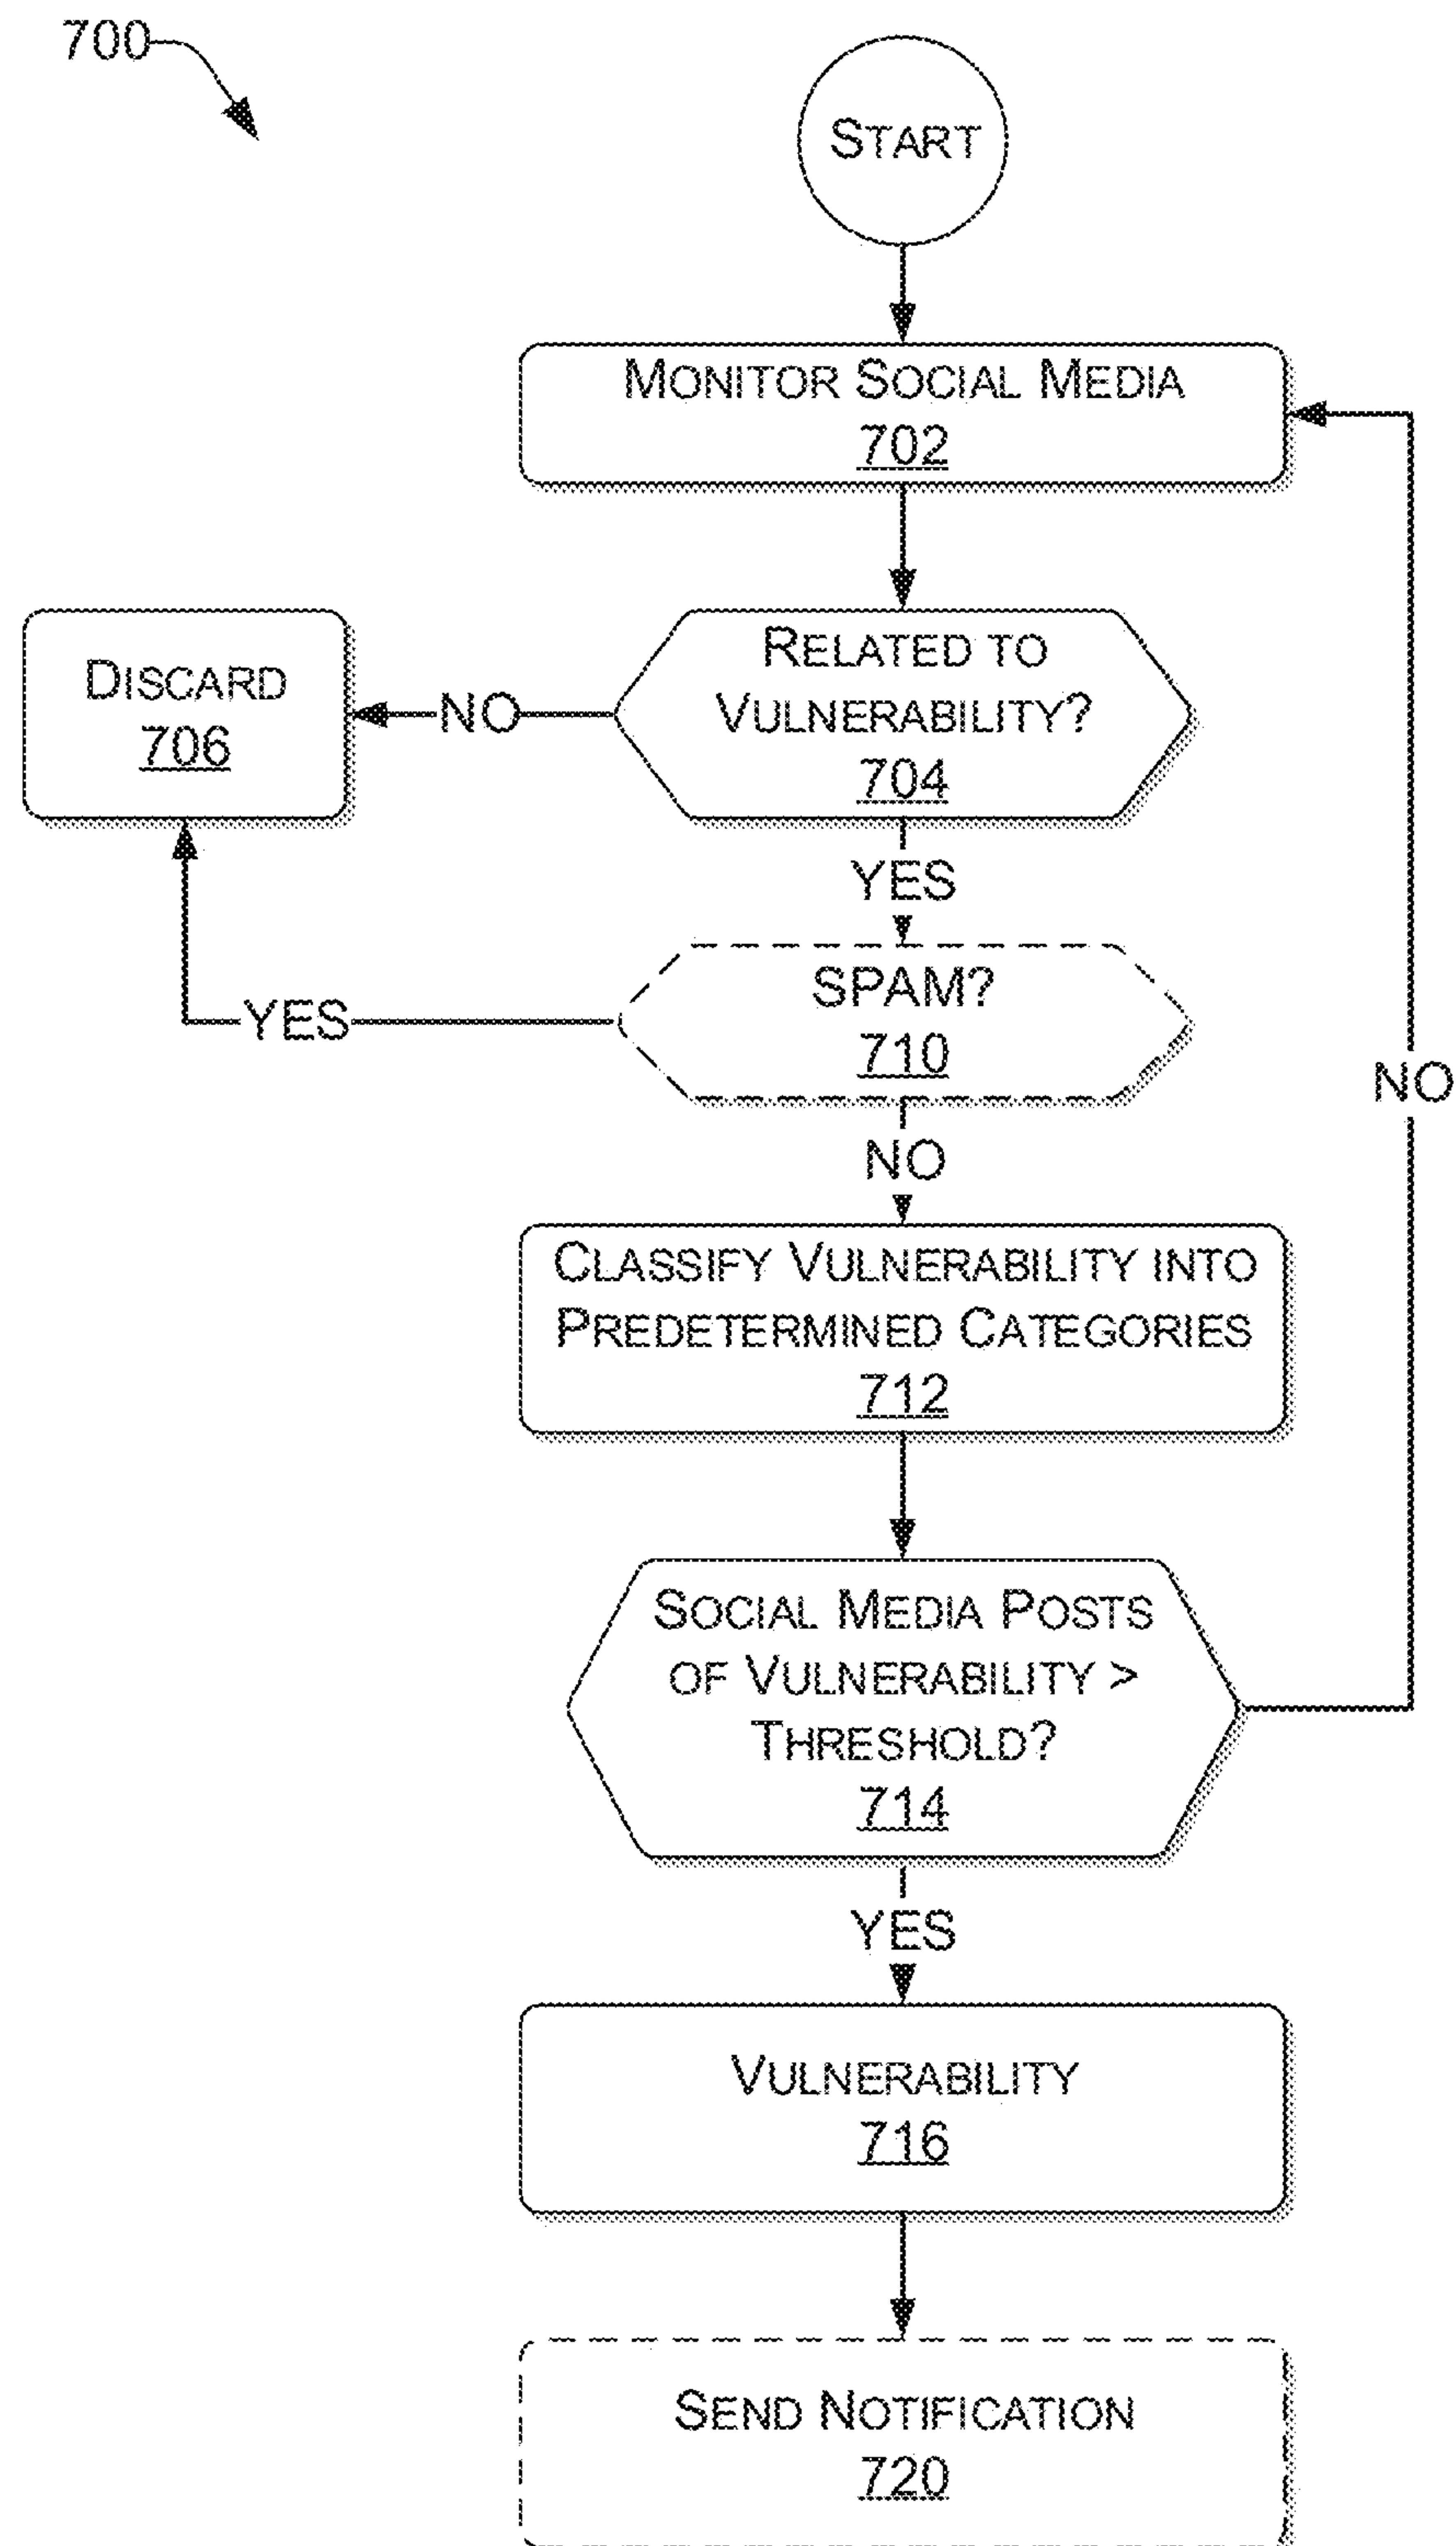 700
START
MONITOR SOCIAL MEDIA
702
RELATED TO
VULNERABILITY?
704
NO
DISCARD
706
YES
SPAM?
710
YES
NO
CLASSIFY VULNERABILITY INTO
PREDETERMINED CATEGORIES
712
SOCIAL MEDIA POSTS
OF VULNERABILITY >
THRESHOLD?
714
NO
YES
VULNERABILITY
716
SEND NOTIFICATION
720